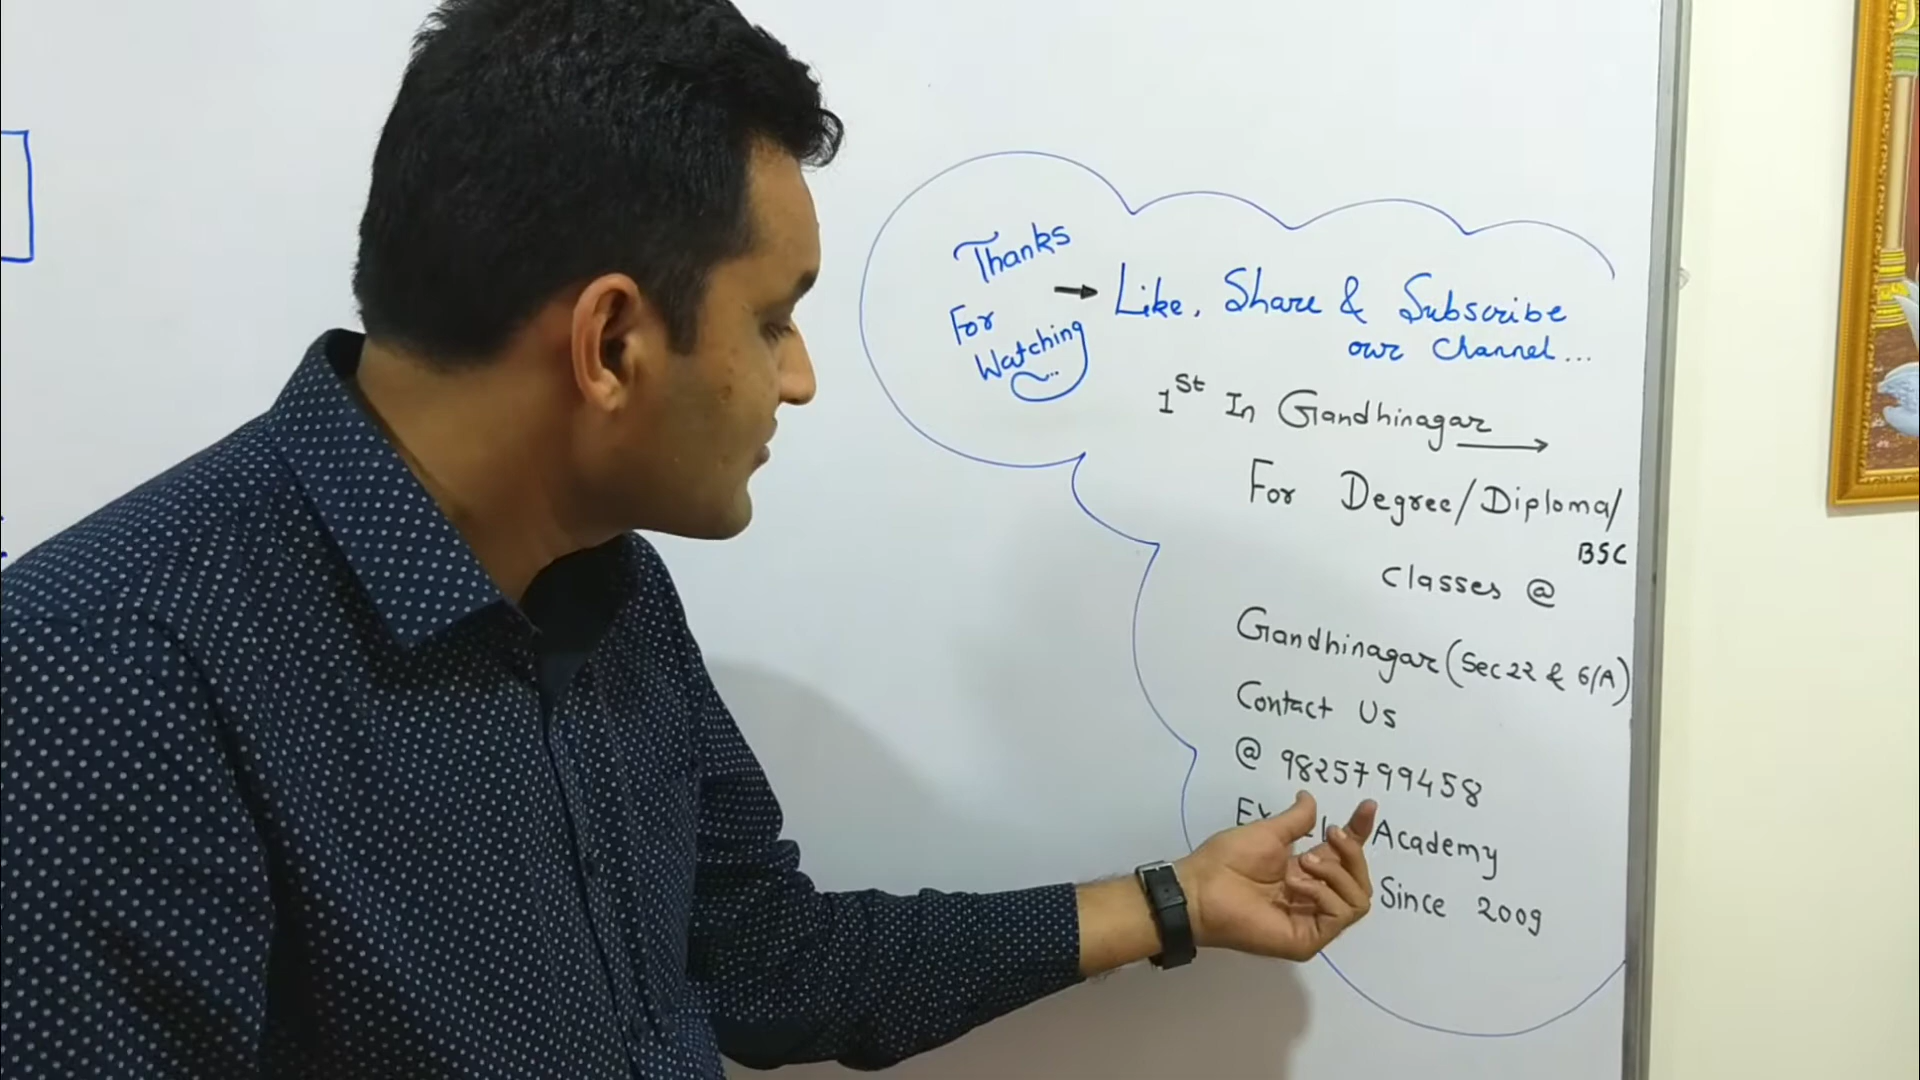 Thanks
For
Watching
...
→ Like, Share & Subscribe
our channel...
1st In Gandhinagar →
For Degree/Diploma/
BSC
Classes @
Gandhinagar (Sec 22 & 6/A)
Contact Us
@ 9825799458
Academy
Since 2009